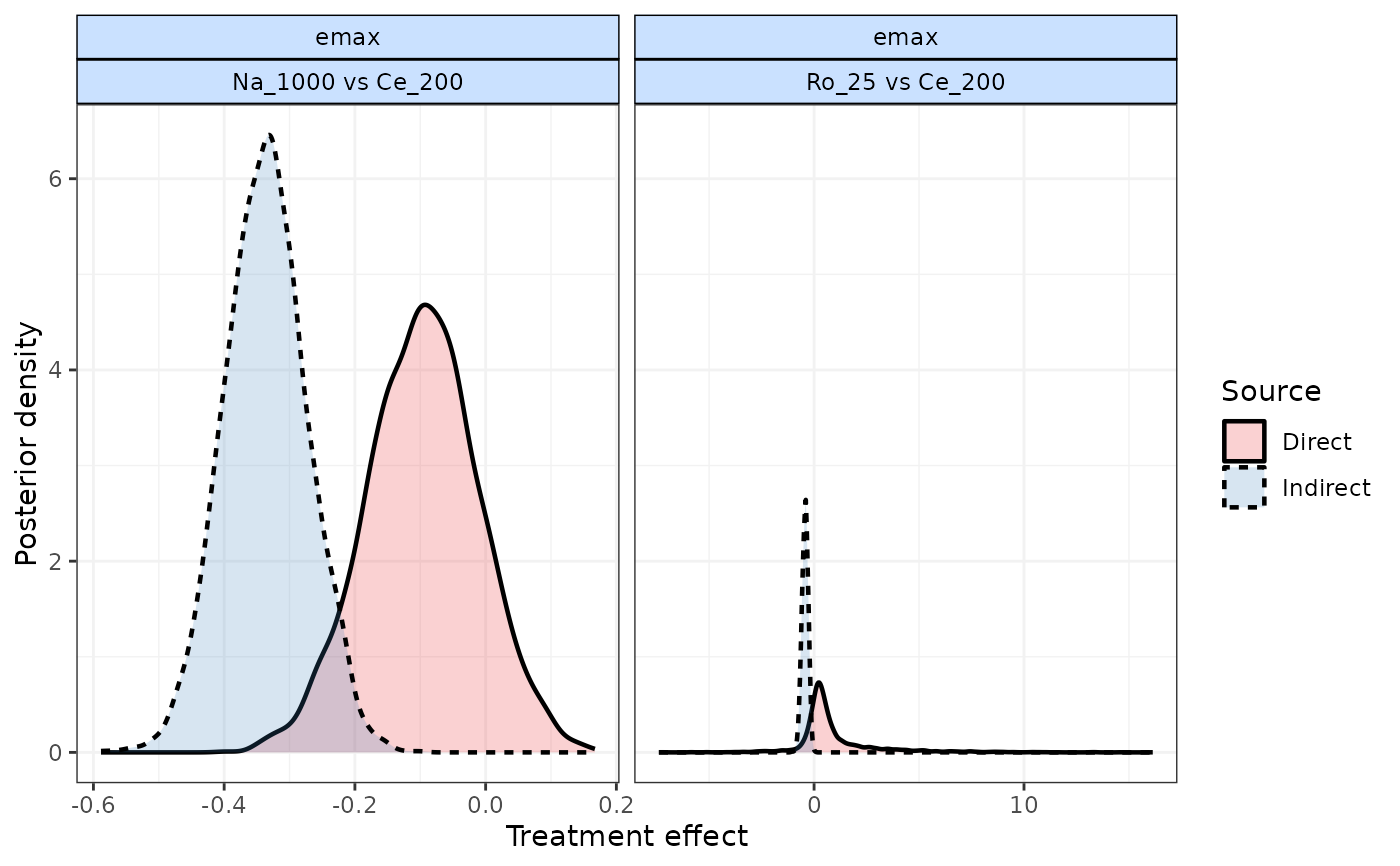 emax
emax
Na_1000 vs Ce_200
Ro_25 vs Ce_200
6
4
2
0
Posterior density
-0.6
-0.4
-0.2
0.0
0.2
0
10
Treatment effect
Source
Direct
Indirect